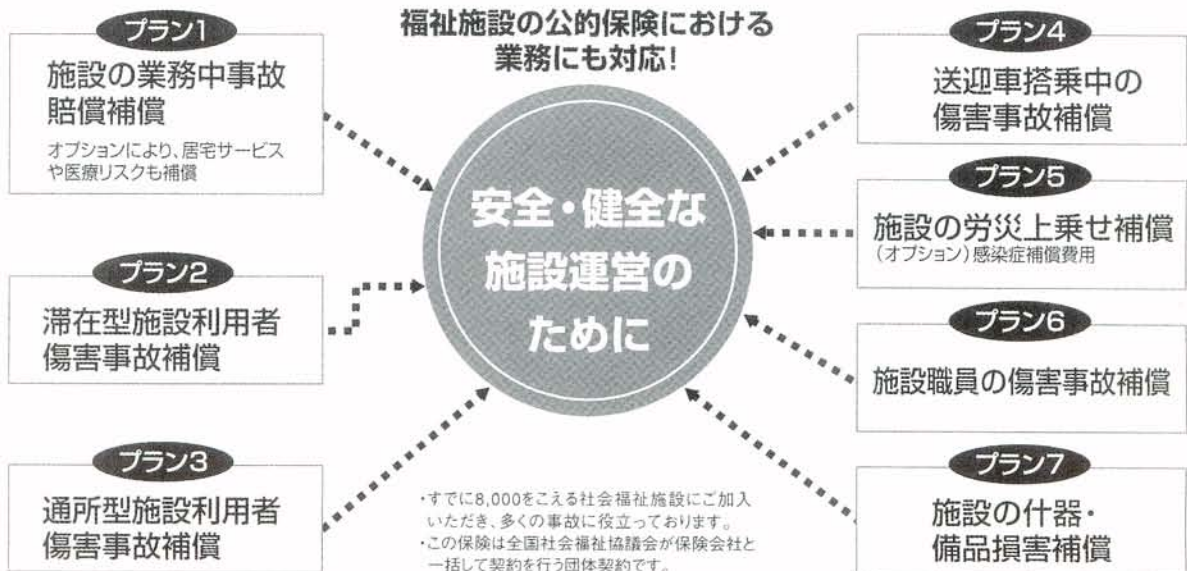 福祉施設の公的保険における
業務にも対応!
プラン1
施設の業務中事故
賠償補償
オプションにより、居宅サービス
や医療リスクも補償
プラン2
滞在型施設利用者
傷害事故補償
プラン3
通所型施設利用者
傷害事故補償
安全・健全な
施設運営の
ために
プラン4
送迎車搭乗中の
傷害事故補償
プラン5
施設の労災上乗せ補償
(オプション)感染症補償費用
プラン6
施設職員の傷害事故補償
プラン7
施設の什器・
備品損害補償
・すでに8,000をこえる社会福祉施設にご加入
いただき、多くの事故に役立っております。
・この保険は全国社会福祉協議会が保険会社と
一括して契約を行う団体契約です。